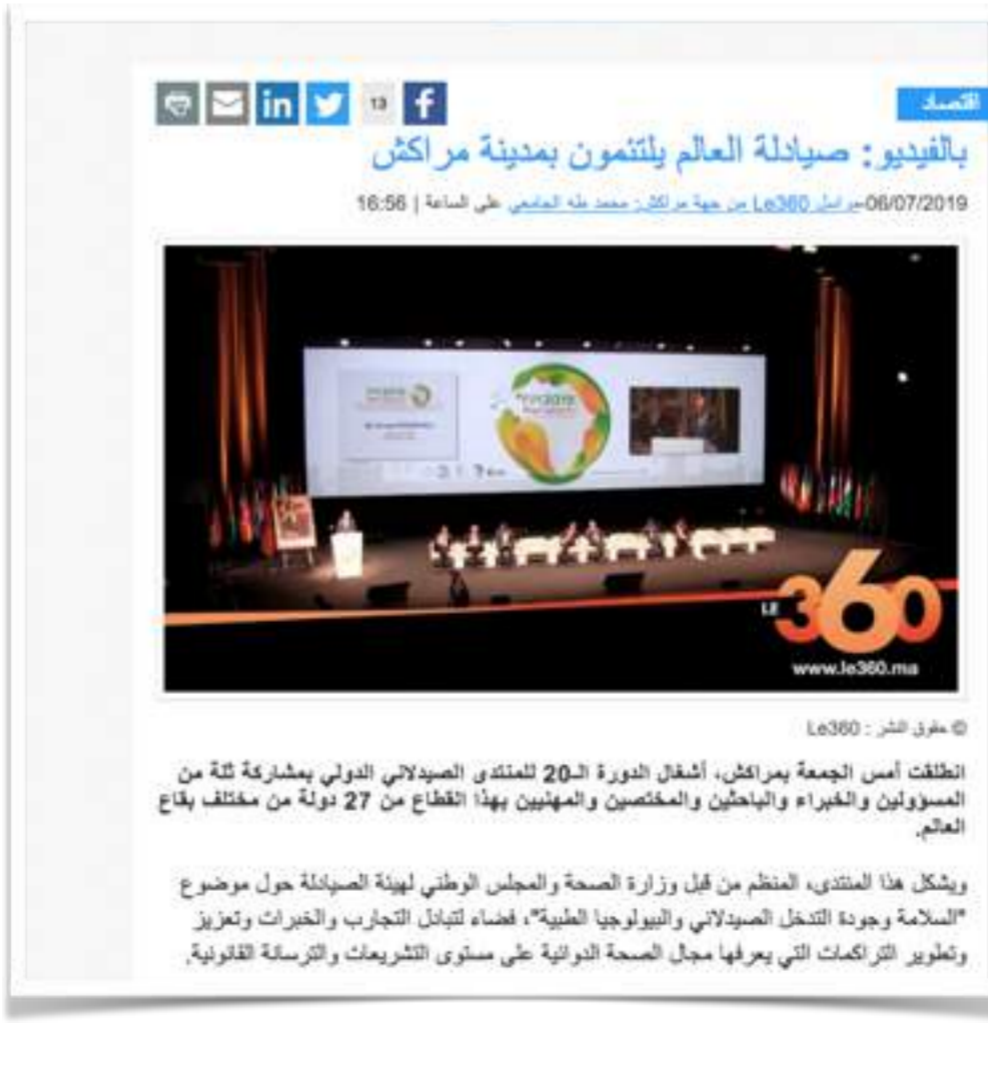 اقتصاد
13
بالفيديو: صيادلة العالم يلتئمون بمدينة مراكش
06/07/2019-مراسل Le360 من جهة مراكش: محمد طه الجامعي على الساعة | 16:56
LE 360
www.le360.ma
© حقوق النشر : Le360
انطلقت أمس الجمعة بمراكش، أشغال الدورة الـ20 للمنتدى الصيدلاني الدولي بمشاركة ثلة من
المسؤولين والخبراء والباحثين والمختصين والمهنيين بهذا القطاع من 27 دولة من مختلف بقاع
العالم.
ويشكل هذا المنتدى، المنظم من قبل وزارة الصحة والمجلس الوطني لهيئة الصيادلة حول موضوع
"السلامة وجودة التدخل الصيدلاني والبيولوجيا الطبية"، فضاء لتبادل التجارب والخبرات وتعزيز
وتطوير التراكمات التي يعرفها مجال الصحة الدوائية على مستوى التشريعات والترسانة القانونية.